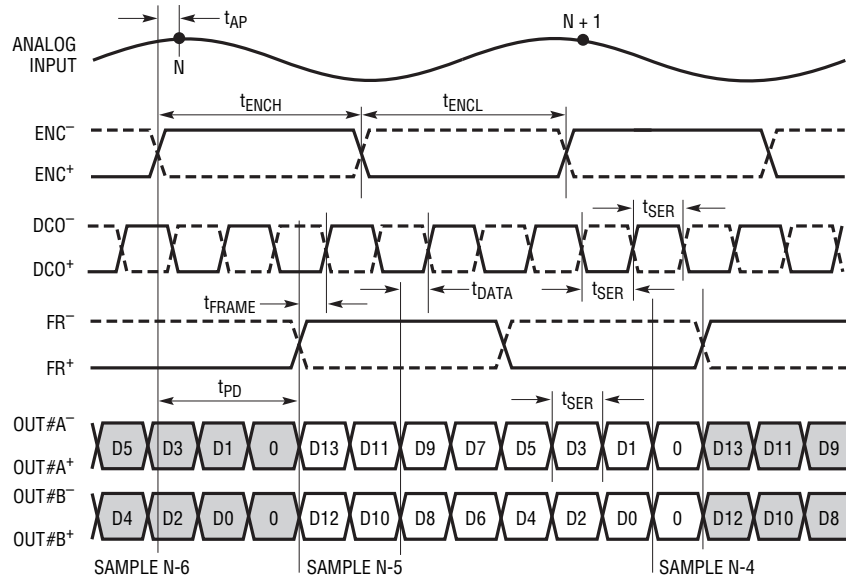 tAP
N + 1
ANALOG
INPUT
N
tENCH
tENCL
ENC–
ENC+
tSER
DCO–
DCO+
tFRAME
tDATA
tSER
FR–
FR+
tPD
tSER
OUT#A–
D5 D3 D1 0 D13 D11 D9 D7 D5 D3 D1 0 D13 D11 D9
OUT#A+
OUT#B–
D4 D2 D0 0 D12 D10 D8 D6 D4 D2 D0 0 D12 D10 D8
OUT#B+
SAMPLE N-6 SAMPLE N-5 SAMPLE N-4